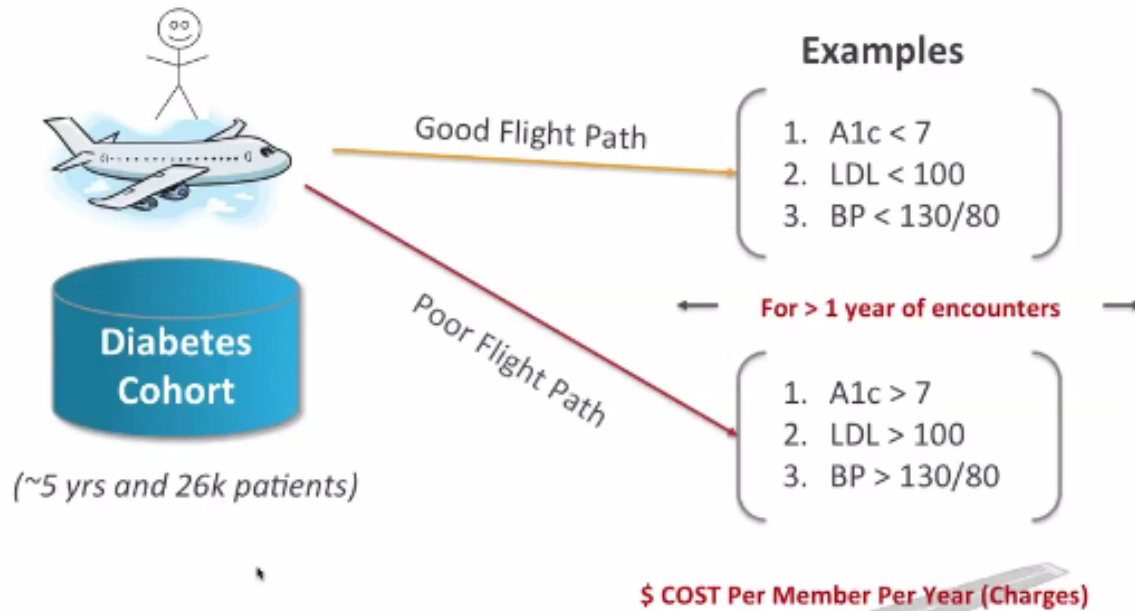 Examples
Good Flight Path
1. A1c < 7
2. LDL < 100
3. BP < 130/80
Poor Flight Path
For > 1 year of encounters
Diabetes
Cohort
1. A1c > 7
2. LDL > 100
3. BP > 130/80
(~5 yrs and 26k patients)
$ COST Per Member Per Year (Charges)